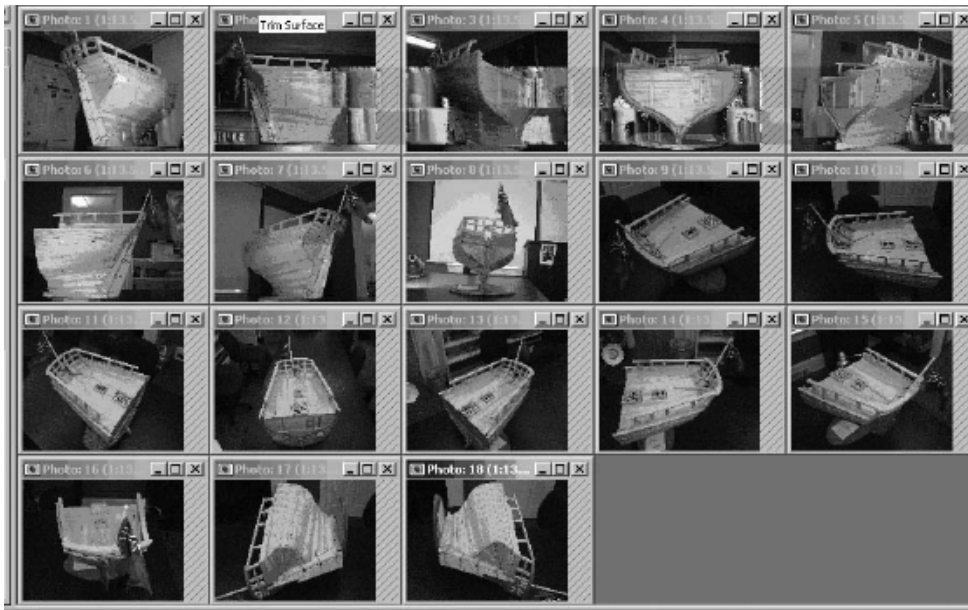 Photo: 1 (1:13.5...
Pho
Trim Surface
Photo: 3 (1:13.5...
Photo: 4 (1:13.5...
Photo: 5 (1:13.5...
Photo: 6 (1:13.5...
Photo: 7 (1:13.5...
Photo: 8 (1:13.5...
Photo: 9 (1:13.5...
Photo: 10 (1:13....
Photo: 11 (1:13....
Photo: 12 (1:13....
Photo: 13 (1:13....
Photo: 14 (1:13....
Photo: 15 (1:13....
Photo: 16 (1:13....
Photo: 17 (1:13....
Photo: 18 (1:13....